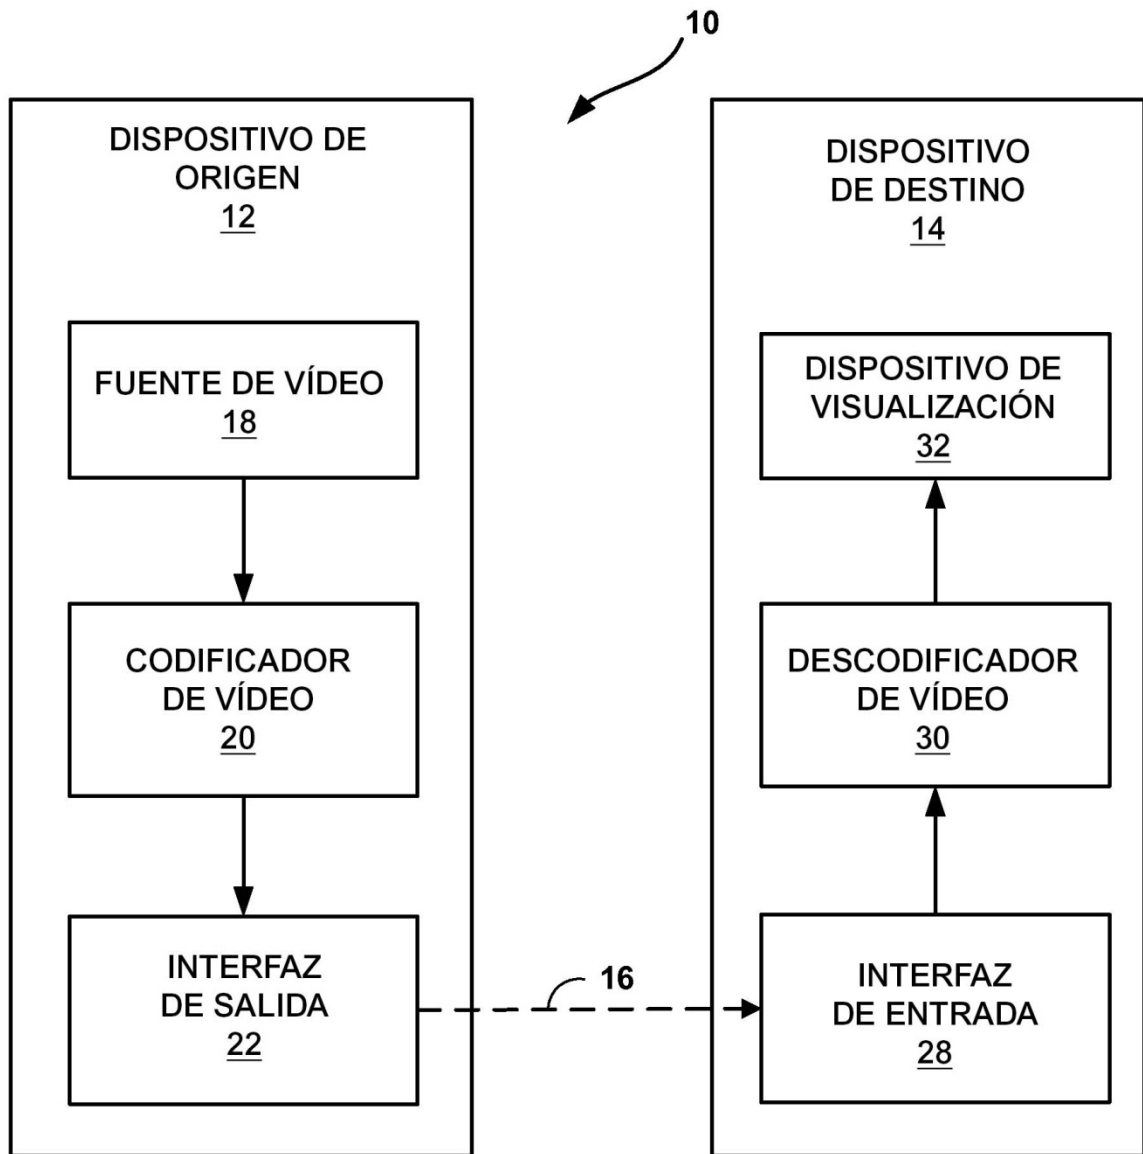 10
DISPOSITIVO DE
ORIGEN
12
FUENTE DE VÍDEO
18
CODIFICADOR
DE VÍDEO
20
INTERFAZ
DE SALIDA
22
16
DISPOSITIVO
DE DESTINO
14
DISPOSITIVO DE
VISUALIZACIÓN
32
DESCODIFICADOR
DE VÍDEO
30
INTERFAZ
DE ENTRADA
28